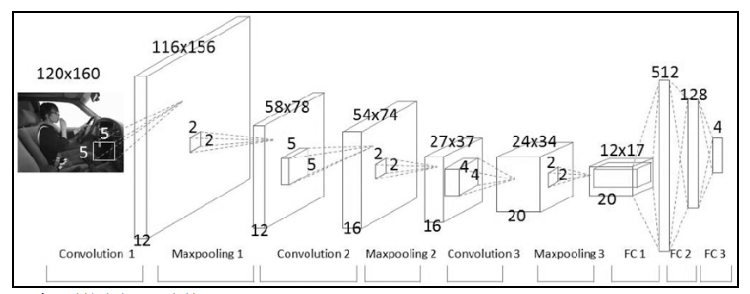 116x156
120x160
512
58x78
128
54x74
27x37
24x34
12x17
4
5
5
2
2
5
5
2
2
4
4
2
2
12
12
16
16
20
20
Convolution 1
Maxpooling 1
Convolution 2
Maxpooling 2
Convolution 3
Maxpooling 3
FC 1
FC 2
FC 3